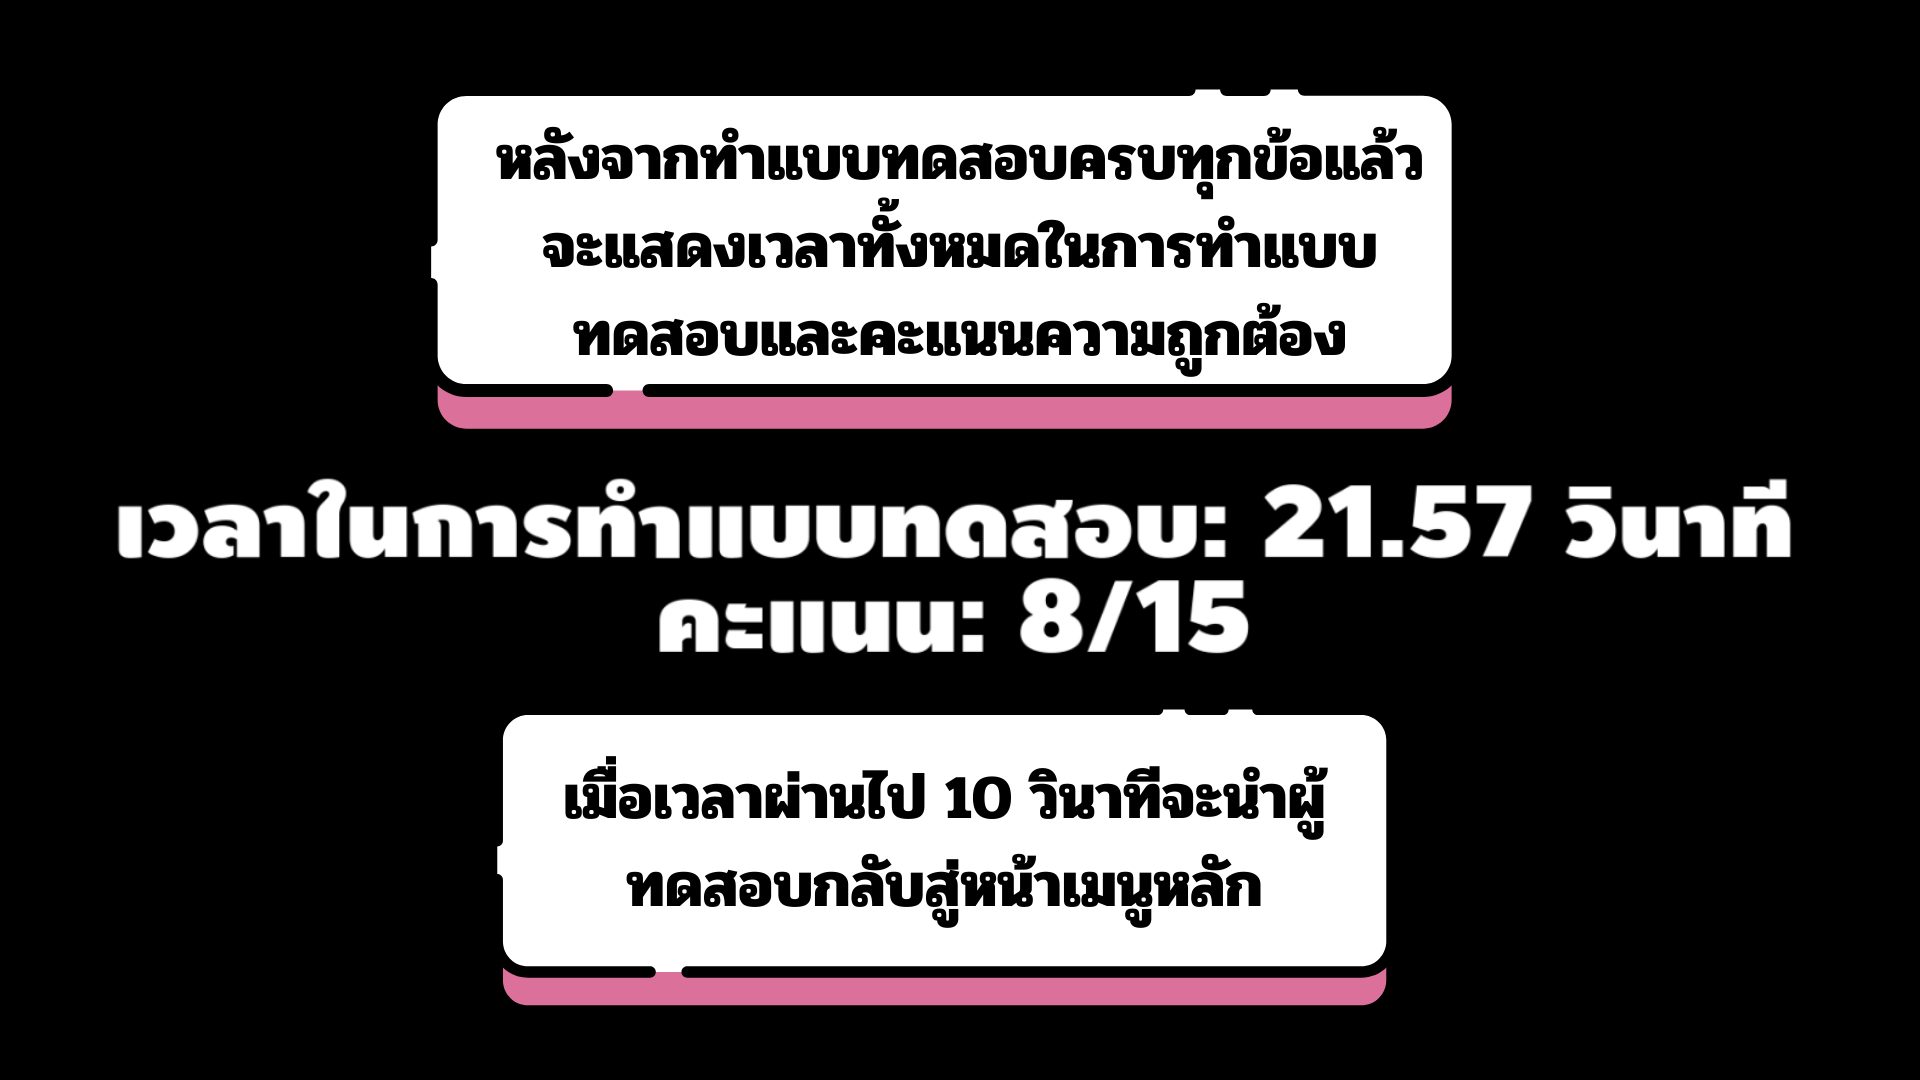 หลังจากทำแบบทดสอบครบทุกข้อแล้ว
จะแสดงเวลาทั้งหมดในการทำแบบ
ทดสอบและคะแนนความถูกต้อง
เวลาในการทำแบบทดสอบ: 21.57 วินาที
คะแนน: 8/15
เมื่อเวลาผ่านไป 10 วินาทีจะนำผู้
ทดสอบกลับสู่หน้าเมนูหลัก